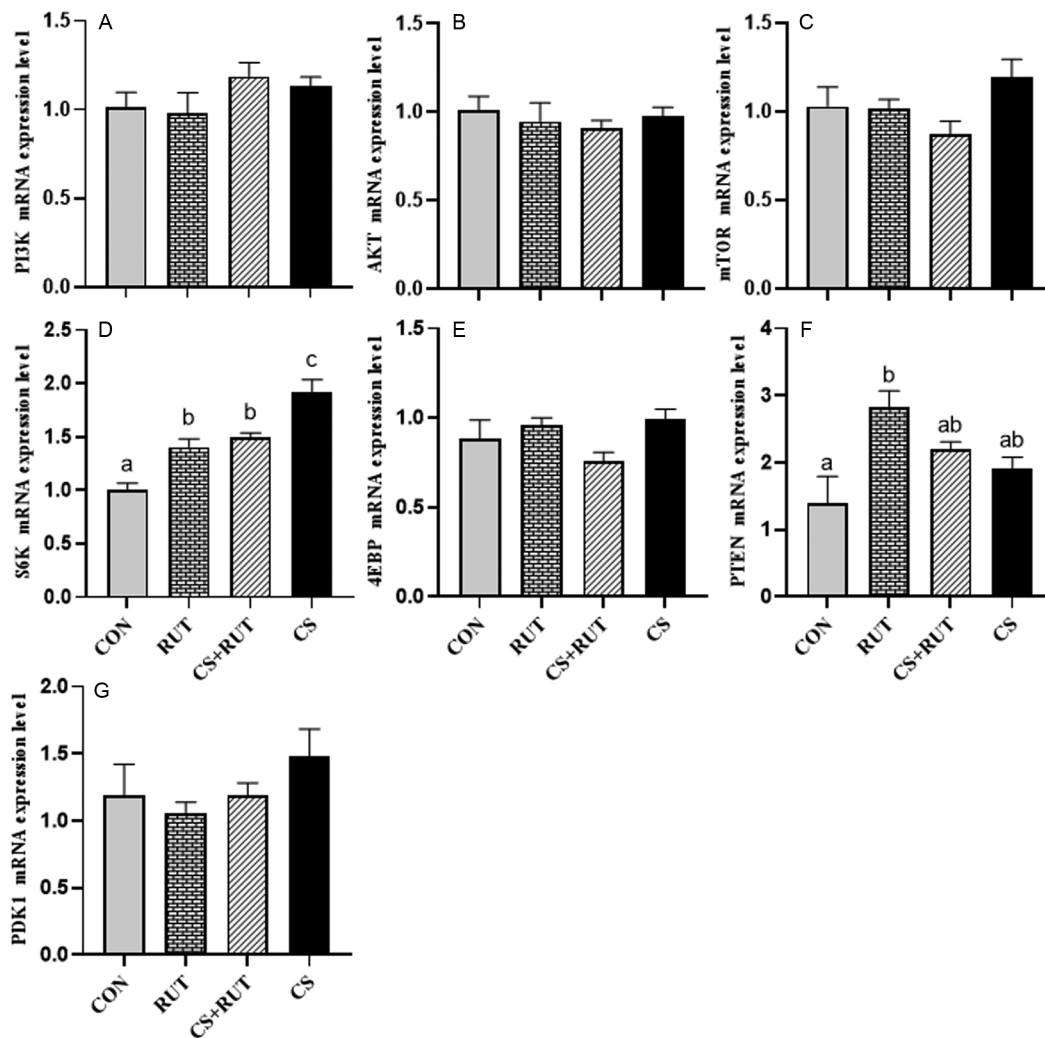 A
PI3K mRNA expression level
1.5
1.0
0.5
0.0
B
AKT mRNA expression level
1.5
1.0
0.5
0.0
C
mTOR mRNA expression level
1.5
1.0
0.5
0.0
D
S6K mRNA expression level
2.5
2.0
1.5
1.0
0.5
0.0
a
b
b
c
CON
RUT
CS+RUT
CS
E
4EBP mRNA expression level
1.5
1.0
0.5
0.0
CON
RUT
CS+RUT
CS
F
PTEN mRNA expression level
4
3
2
1
0
a
b
ab
ab
CON
RUT
CS+RUT
CS
G
PDK1 mRNA expression level
2.0
1.5
1.0
0.5
0.0
CON
RUT
CS+RUT
CS